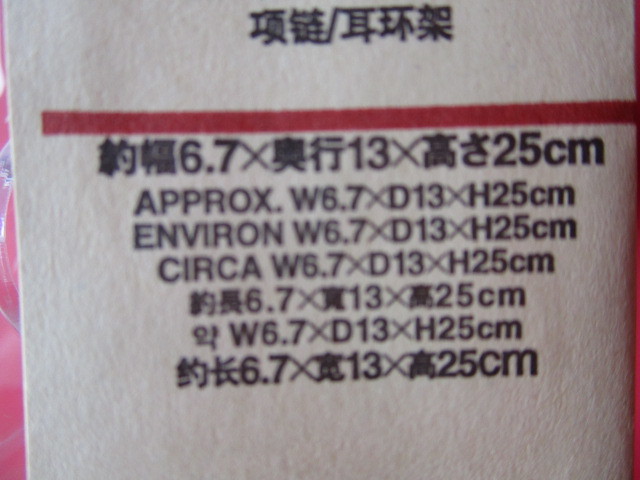 项链/耳环架
約幅6.7×奥行13×高さ25cm
APPROX. W6.7×D13×H25cm
ENVIRON W6.7×D13×H25cm
CIRCA W6.7×D13×H25cm
約長6.7×寬13×高25cm
약 W6.7×D13×H25cm
约长6.7×宽13×高25cm